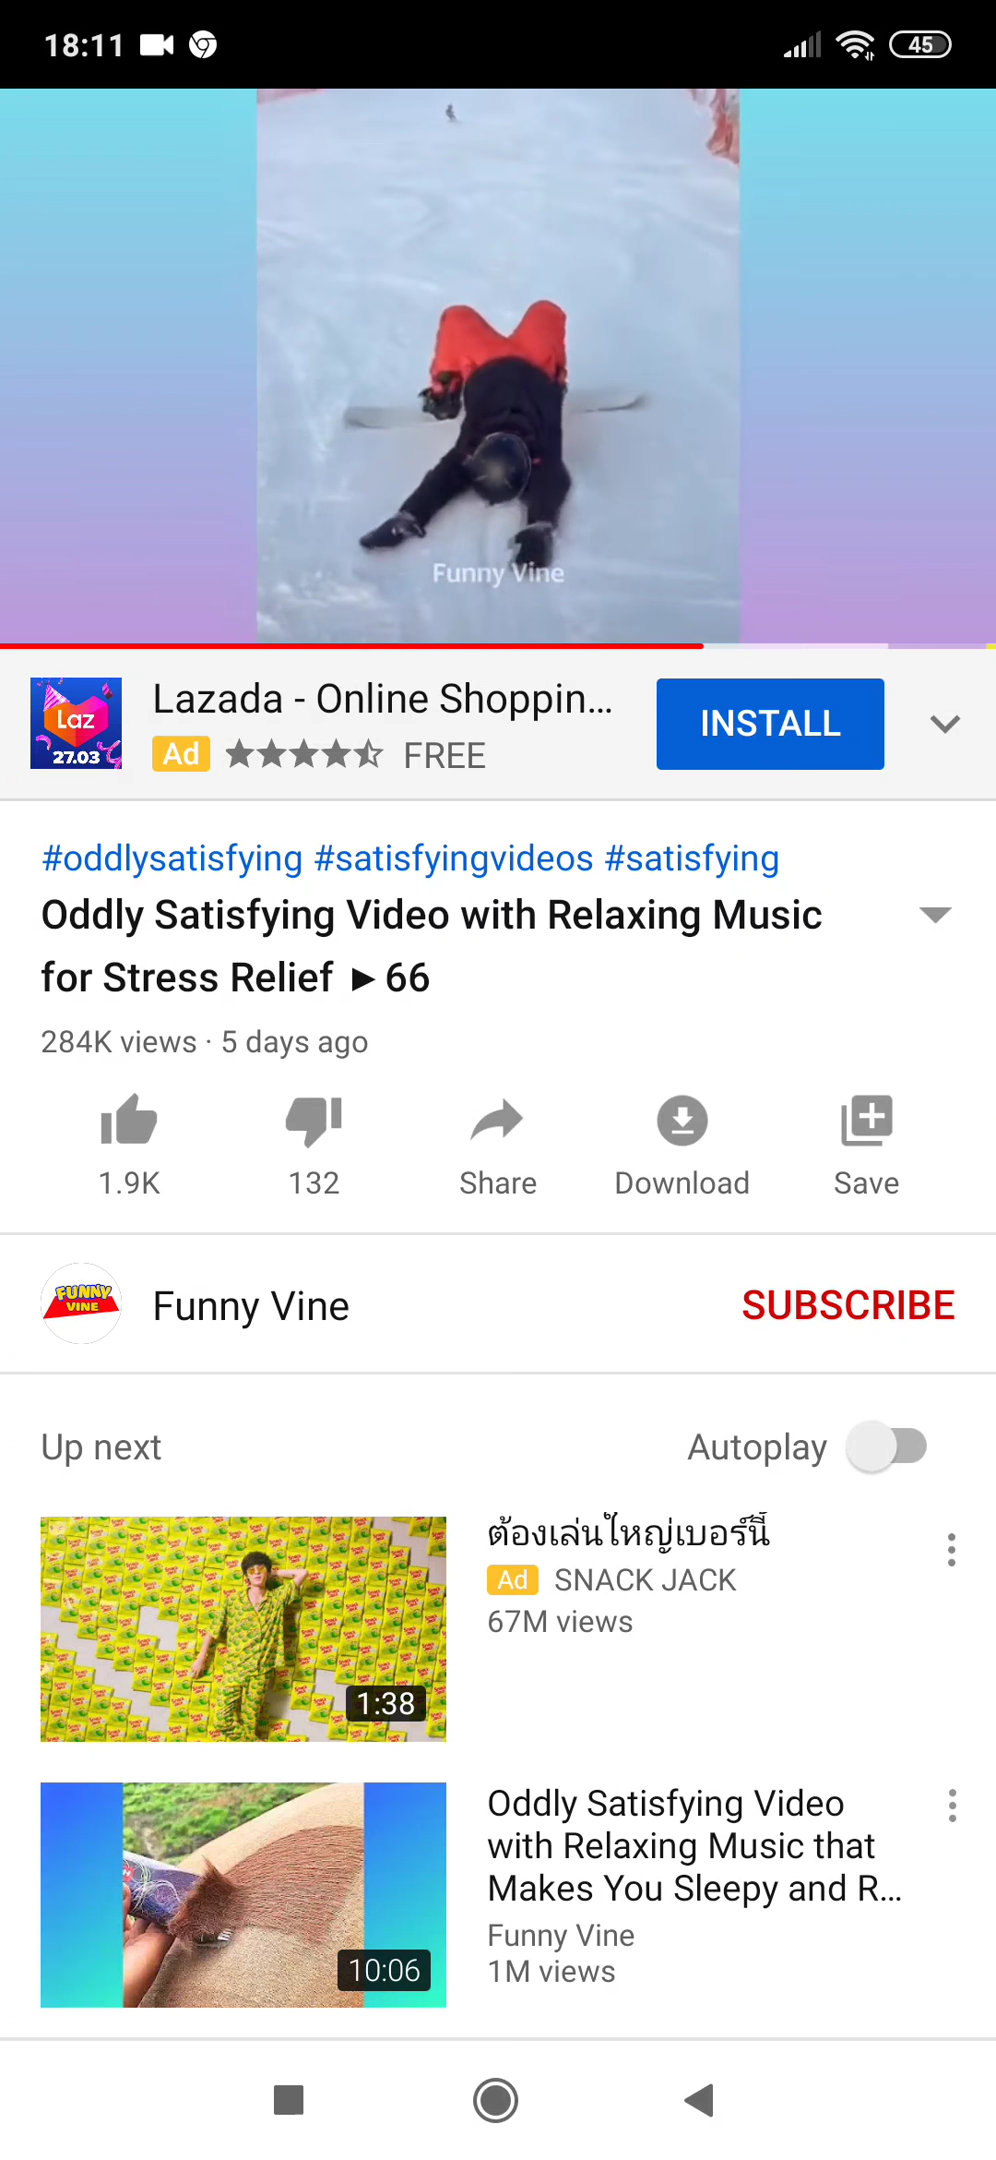 18:11
45
Funny Vine
Laz
27.03
Lazada - Online Shoppin...
Ad
FREE
INSTALL
#oddlysatisfying #satisfyingvideos #satisfying
Oddly Satisfying Video with Relaxing Music
for Stress Relief ►66
284K views · 5 days ago
1.9K
132
Share
Download
Save
FUNNY
VINE
Funny Vine
SUBSCRIBE
Up next
Autoplay
1:38
ต้องเล่นใหญ่เบอร์นี้
Ad SNACK JACK
67M views
10:06
Oddly Satisfying Video
with Relaxing Music that
Makes You Sleepy and R...
Funny Vine
1M views